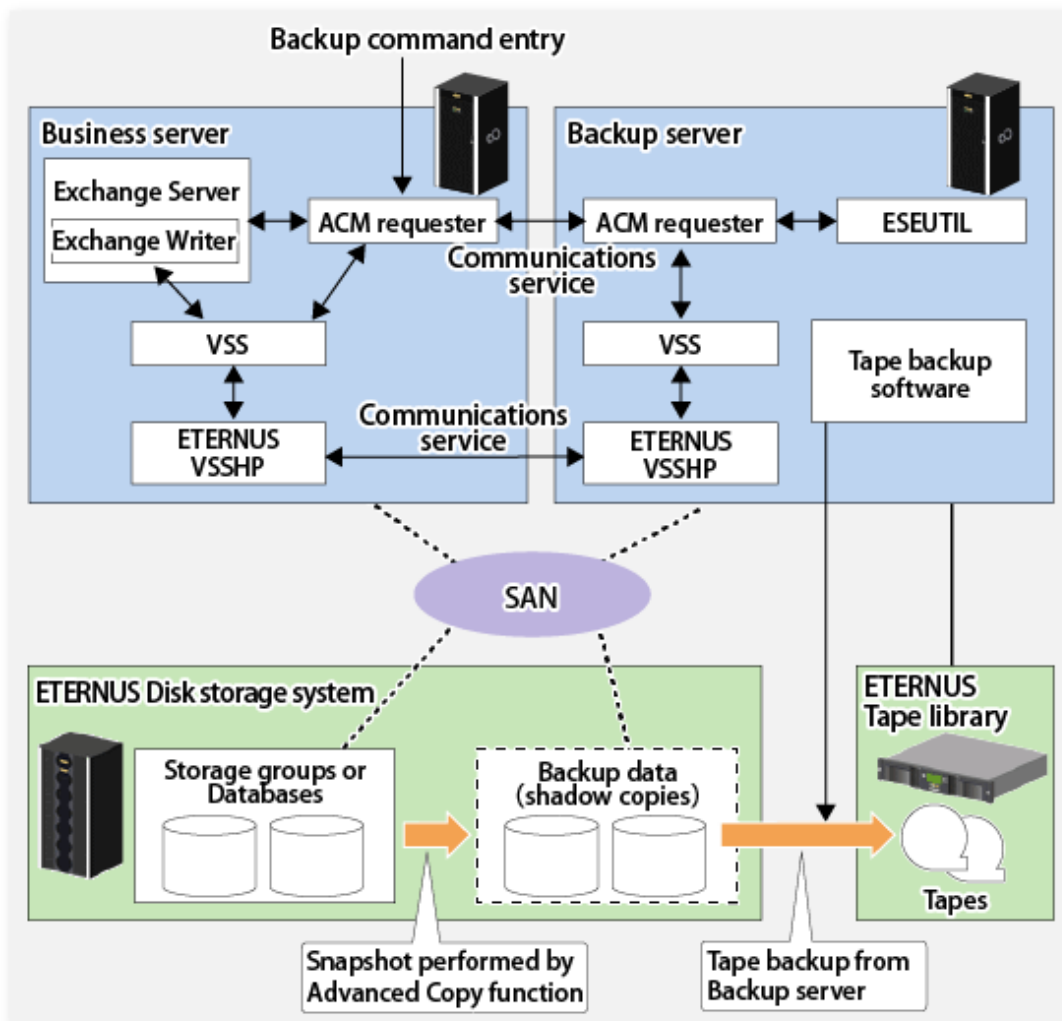 Backup command entry
Business server
Backup server
Exchange Server
Exchange Writer
ACM requester
ACM requester
ESEUTIL
Communications
service
VSS
VSS
Tape backup
software
Communications
service
ETERNUS
VSSHP
ETERNUS
VSSHP
SAN
ETERNUS Disk storage system
ETERNUS
Tape library
Storage groups or
Databases
Backup data
(shadow copies)
Tapes
Snapshot performed by
Advanced Copy function
Tape backup from
Backup server